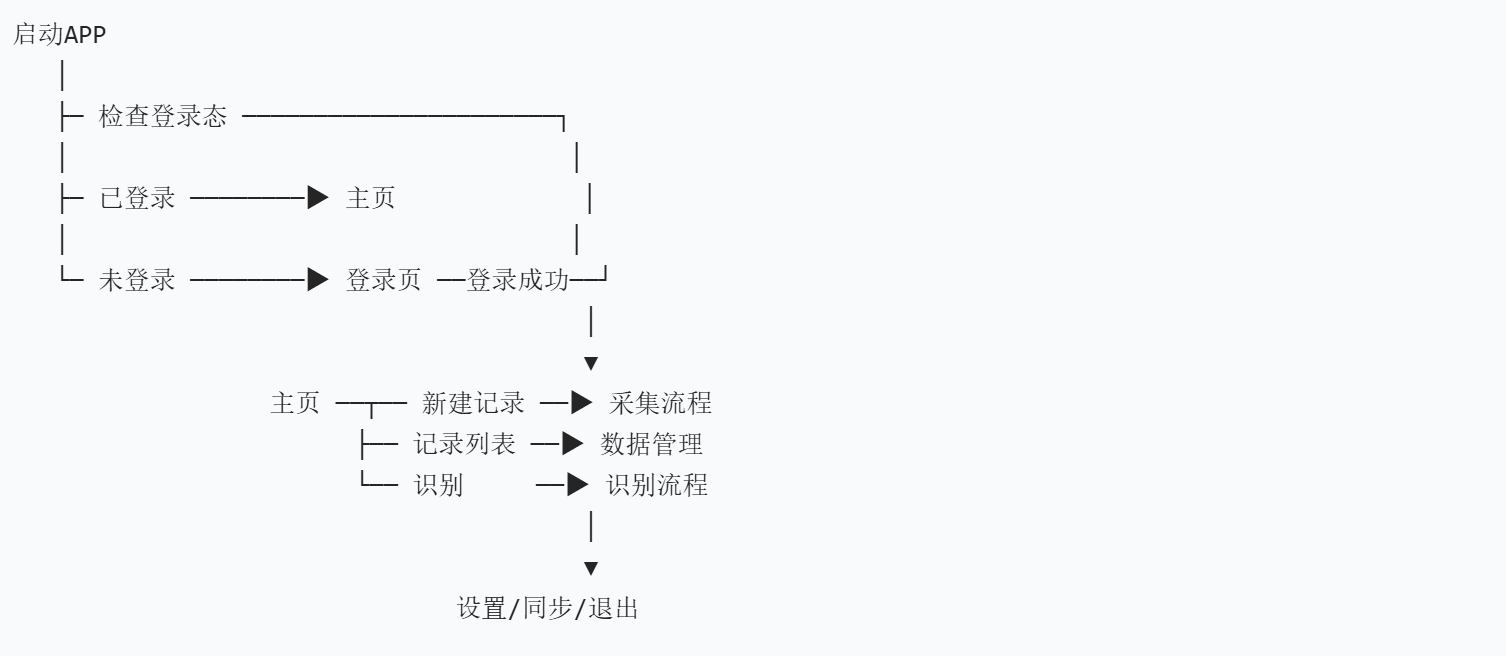 启动APP
检查登录态
已登录 主页
未登录 登录页 登录成功
主页 新建记录 采集流程
记录列表 数据管理
识别 识别流程
设置/同步/退出